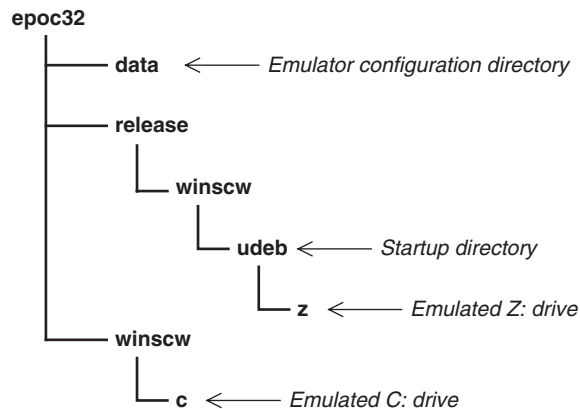 epoc32
data Emulator configuration directory
release
winscw
udeb Startup directory
z Emulated Z: drive
winscw
c Emulated C: drive